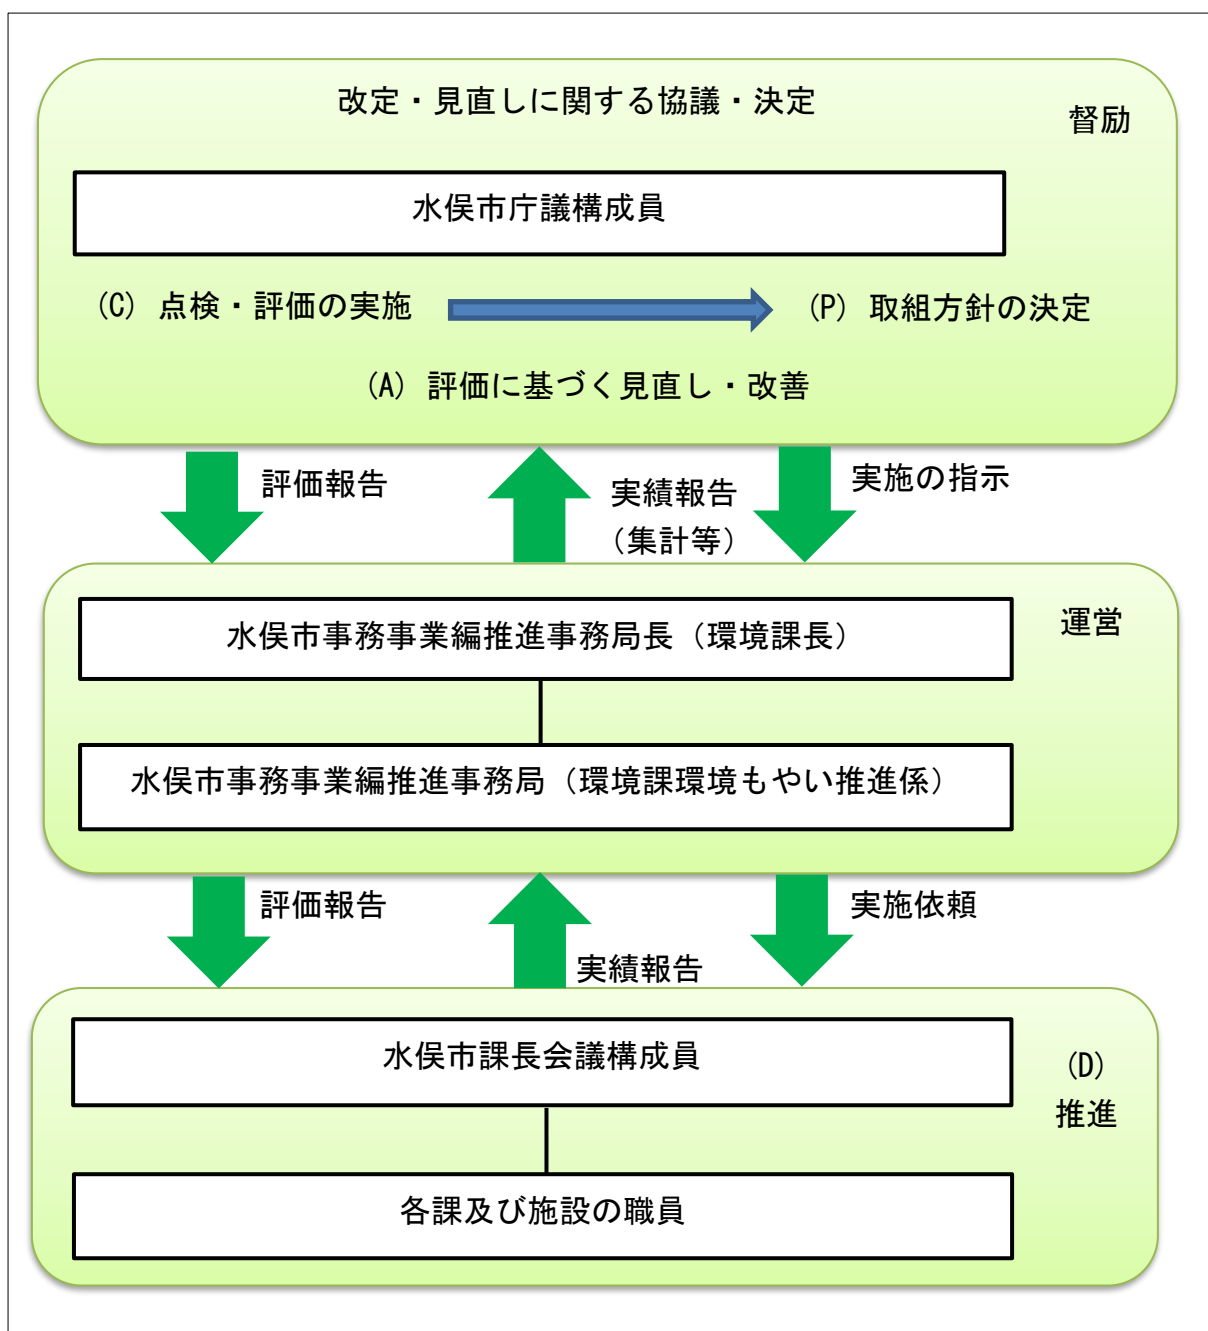 改定・見直しに関する協議・決定
督励
水俣市庁議構成員
(C) 点検・評価の実施
(P) 取組方針の決定
(A) 評価に基づく見直し・改善
評価報告
実績報告
（集計等）
実施の指示
運営
水俣市事務事業編推進事務局長（環境課長）
水俣市事務事業編推進事務局（環境課環境もやい推進係）
評価報告
実績報告
実施依頼
水俣市課長会議構成員
(D)
推進
各課及び施設の職員